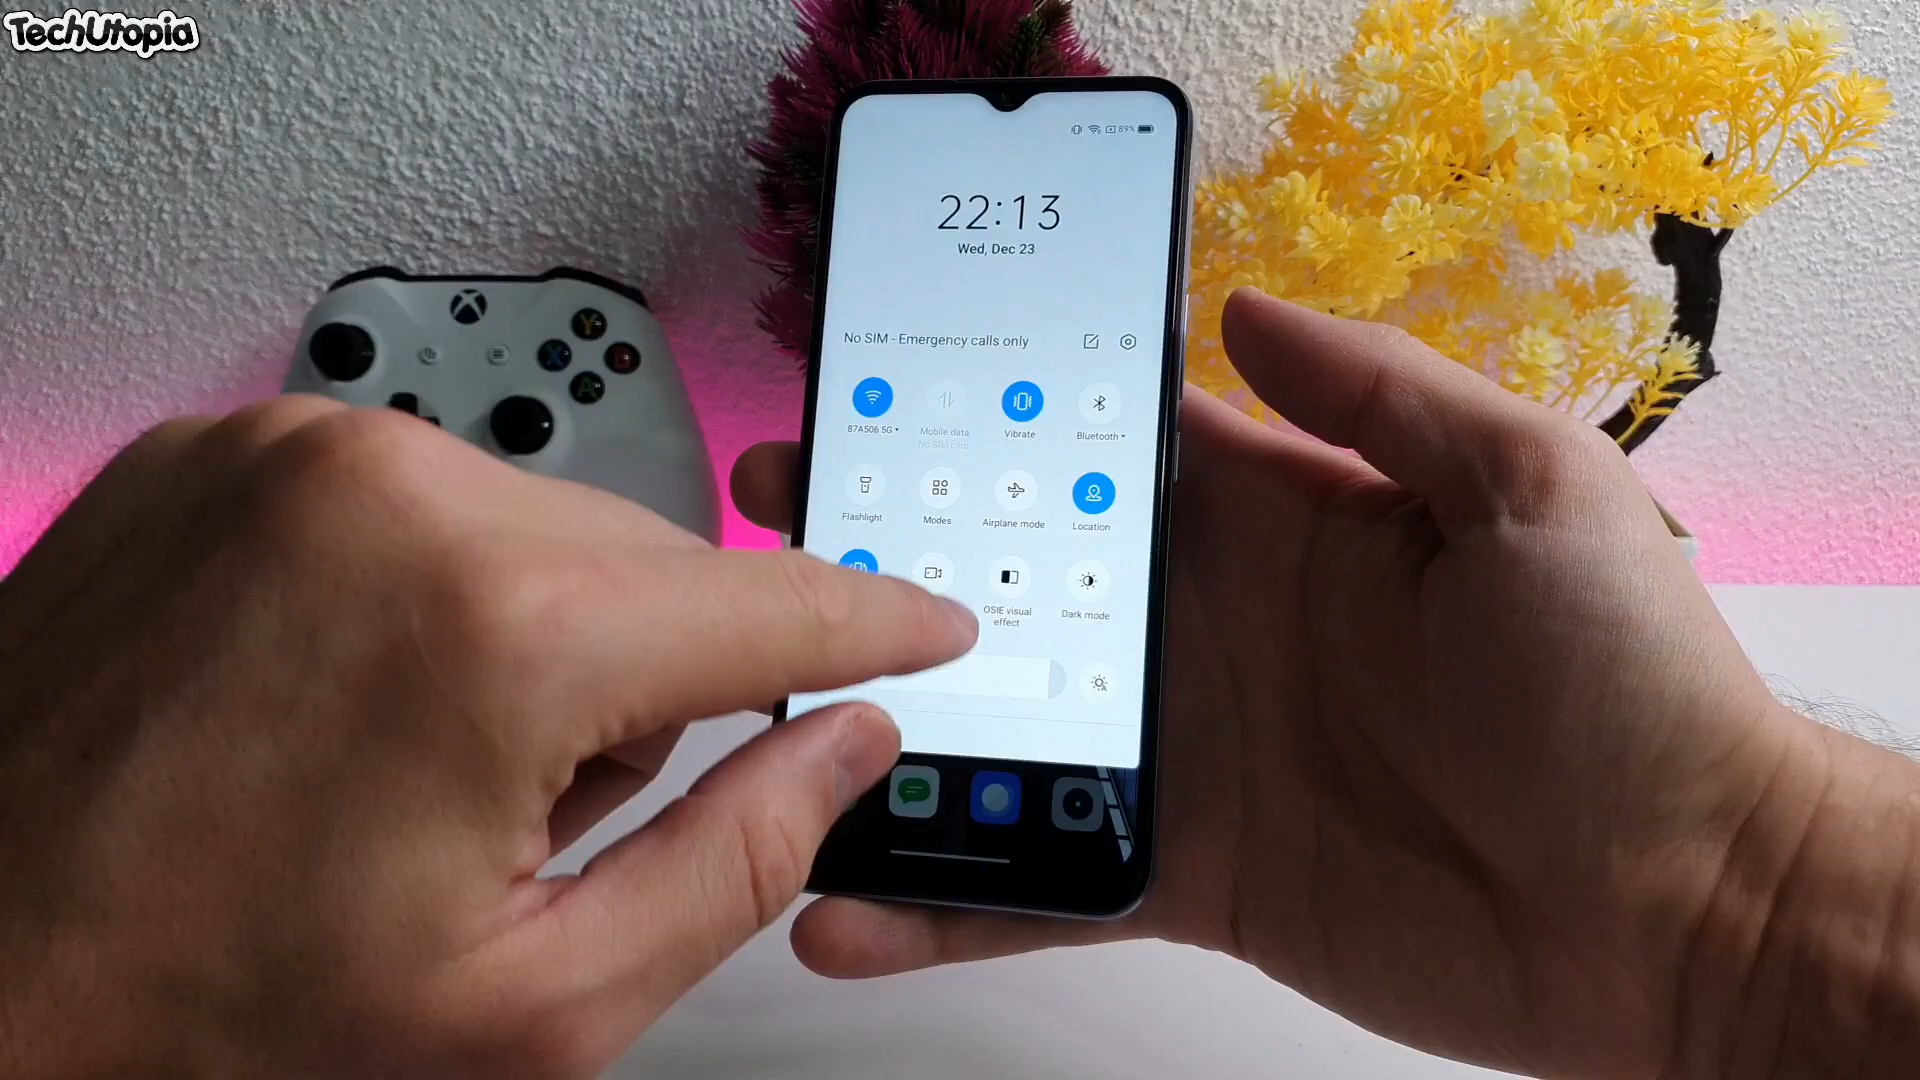 TechUtopia
89%
22:13
Wed, Dec 23
No SIM - Emergency calls only
87A506 5G
Mobile data
No SIM card
Vibrate
Bluetooth
Flashlight
Modes
Airplane mode
Location
OSIE visual
effect
Dark mode
Y
X
B
A